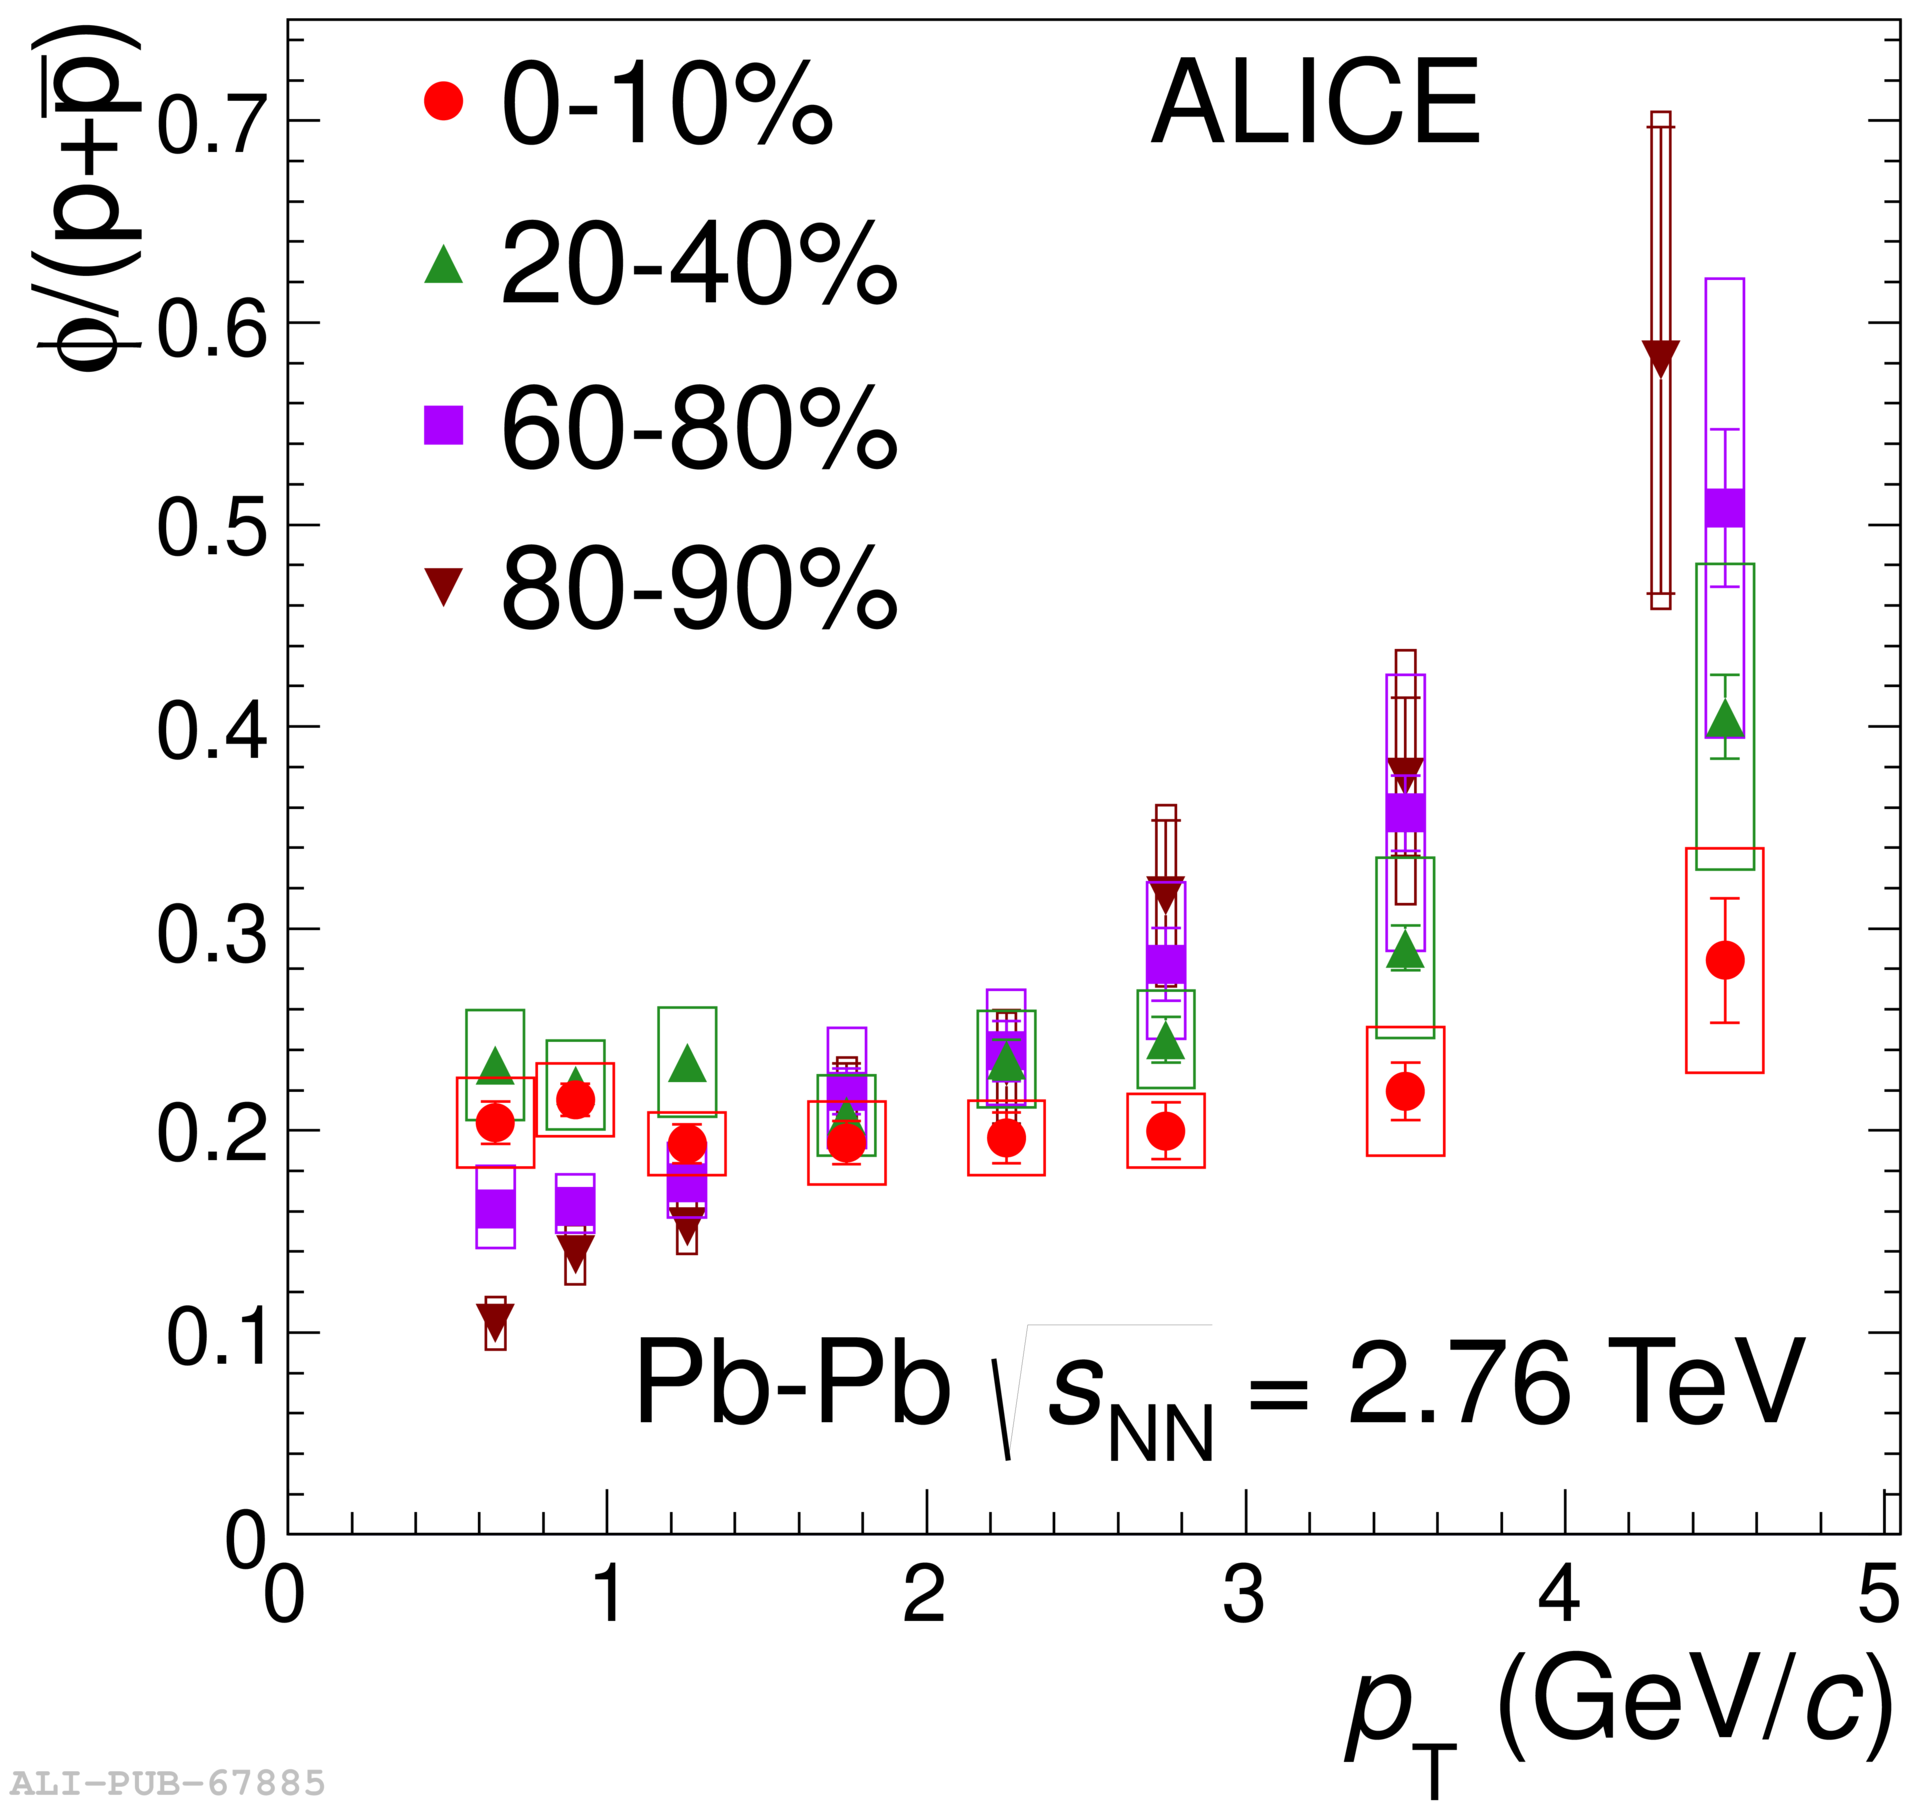 ϕ/(p+p̅)
0.7
0.6
0.5
0.4
0.3
0.2
0.1
0
0-10%
20-40%
60-80%
80-90%
ALICE
Pb-Pb √sNN = 2.76 TeV
0 1 2 3 4 5
pT (GeV/c)
ALI-PUB-67885